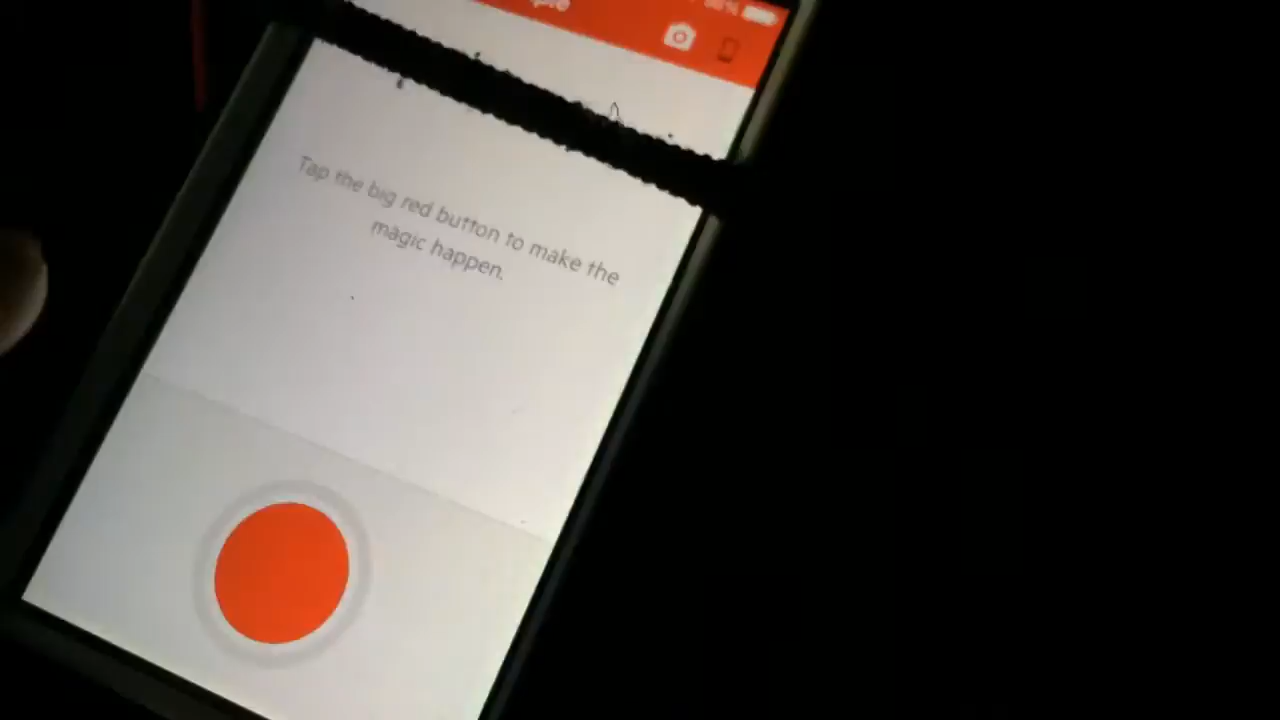 Tap the big red button to make the
magic happen.